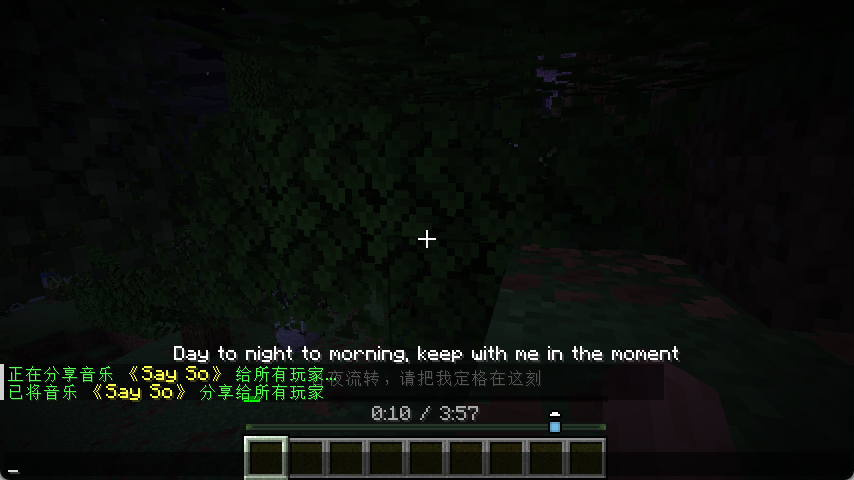 Day to night to morning, keep with me in the moment
正在分享音乐 《Say So》 给所有玩家...
夜流转，请把我定格在这刻
已将音乐 《Say So》 分享给所有玩家
0:10 / 3:57
_